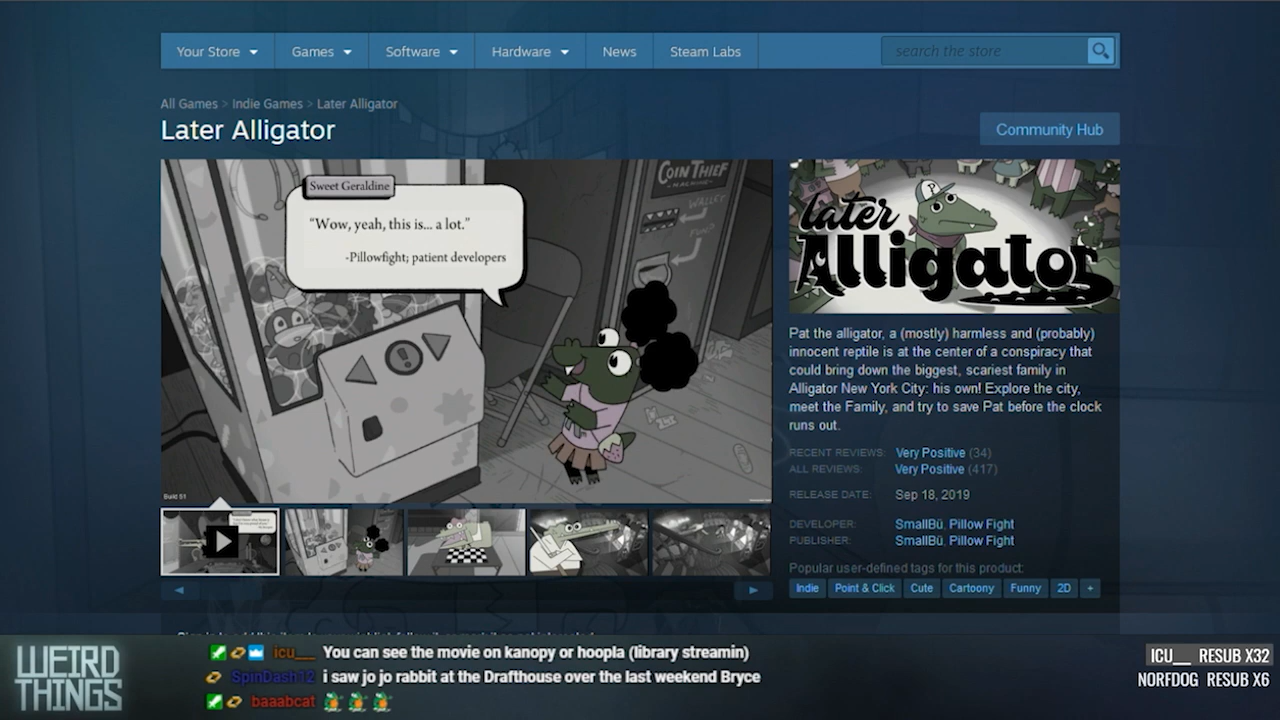 Your Store
Games
Software
Hardware
News
Steam Labs
search the store
All Games > Indie Games > Later Alligator
Later Alligator
Community Hub
Sweet Geraldine
"Wow, yeah, this is... a lot."
-Pillowfight; patient developers
COIN THIEF
MACHINE
WALLET
Build 51
later
Alligator
Pat the alligator, a (mostly) harmless and (probably)
innocent reptile is at the center of a conspiracy that
could bring down the biggest, scariest family in
Alligator New York City: his own! Explore the city,
meet the Family, and try to save Pat before the clock
runs out.
RECENT REVIEWS: Very Positive (34)
ALL REVIEWS: Very Positive (417)
RELEASE DATE: Sep 18, 2019
DEVELOPER: SmallBü, Pillow Fight
PUBLISHER: SmallBü, Pillow Fight
Popular user-defined tags for this product:
Indie Point & Click Cute Cartoony Funny 2D +
WEIRD
THINGS
icu__ You can see the movie on kanopy or hoopla (library streamin)
SpinDash12 i saw jo jo rabbit at the Drafthouse over the last weekend Bryce
baaabcat
ICU__ RESUB X32
NORFDOG RESUB X6